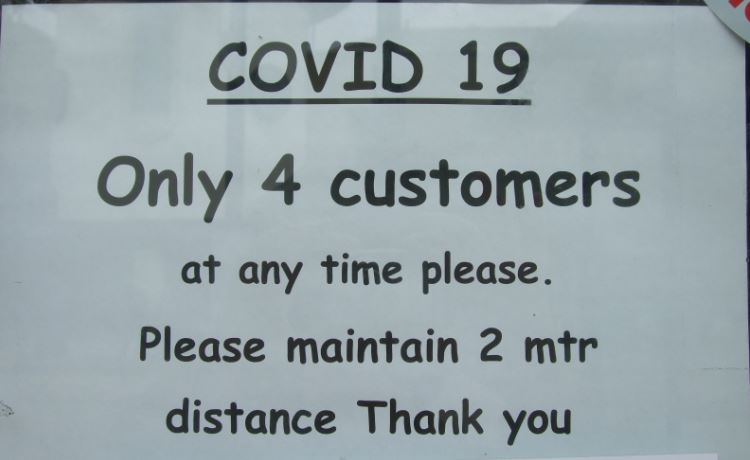 COVID 19
Only 4 customers
at any time please.
Please maintain 2 mtr
distance Thank you